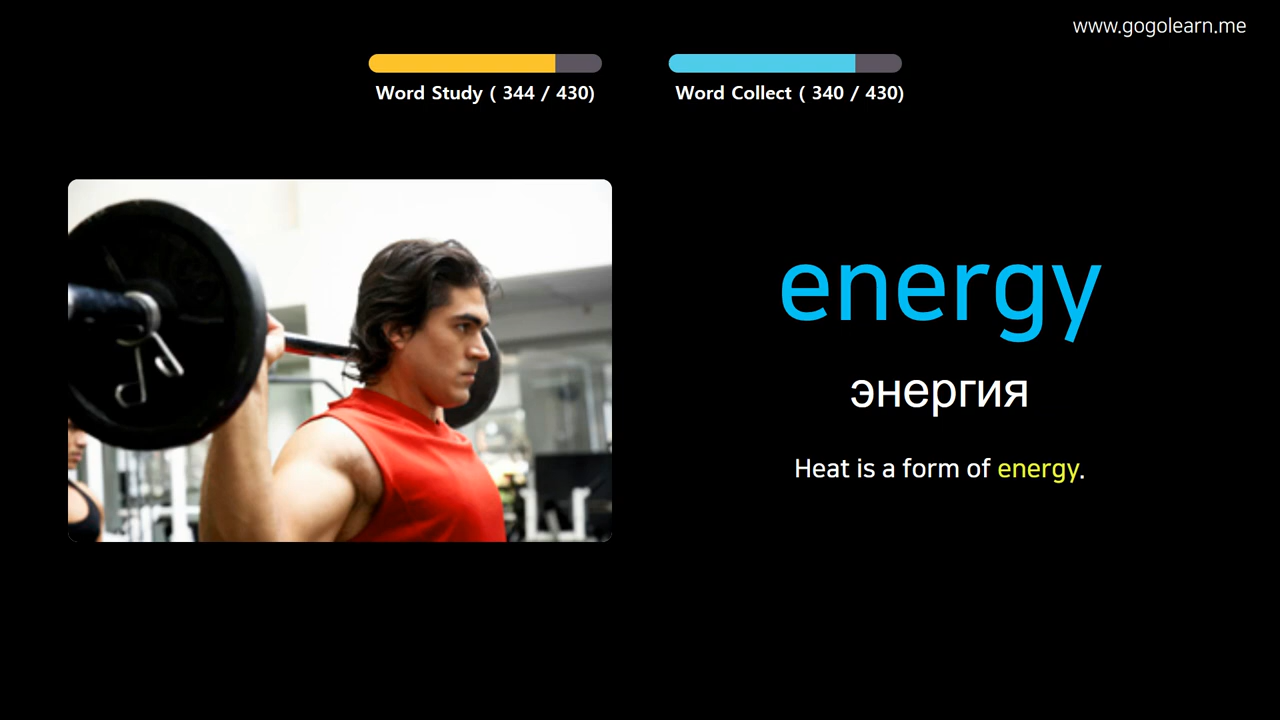 www.gogolearn.me
Word Study ( 344 / 430)
Word Collect ( 340 / 430)
energy
энергия
Heat is a form of energy.